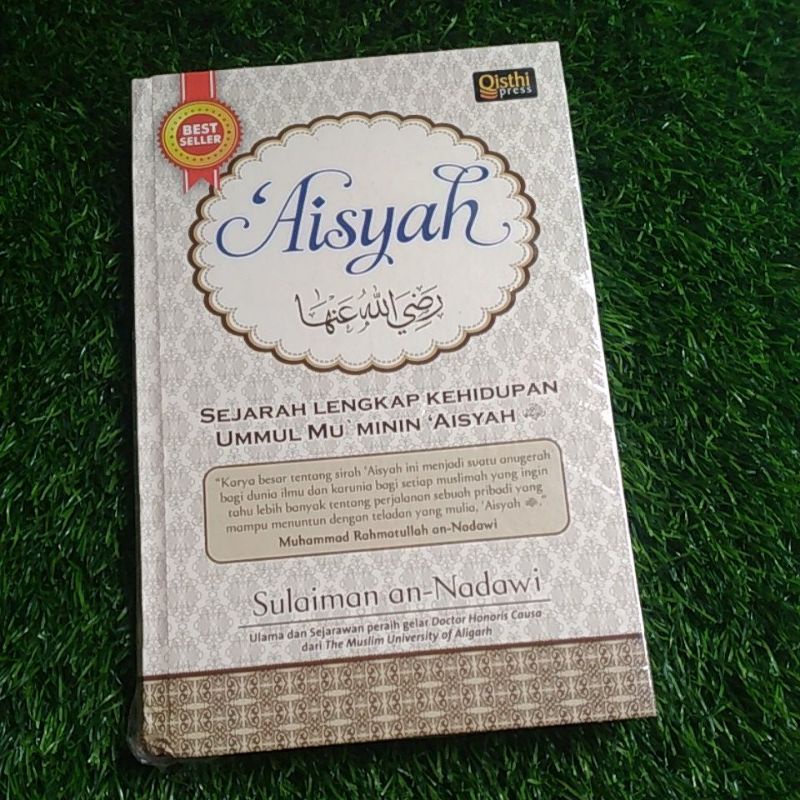 Qisthi
press
BEST
SELLER
'Aisyah
رَضِيَ اللهُ عَنْهَا
SEJARAH LENGKAP KEHIDUPAN
UMMUL MU`MININ 'AISYAH
"Karya besar tentang sirah 'Aisyah ini menjadi suatu anugerah
bagi dunia ilmu dan karunia bagi setiap muslimah yang ingin
tahu lebih banyak tentang perjalanan sebuah pribadi yang
mampu menuntun dengan teladan yang mulia, 'Aisyah ."
Muhammad Rahmatullah an-Nadawi
Sulaiman an-Nadawi
Ulama dan Sejarawan peraih gelar Doctor Honoris Causa
dari The Muslim University of Aligarh